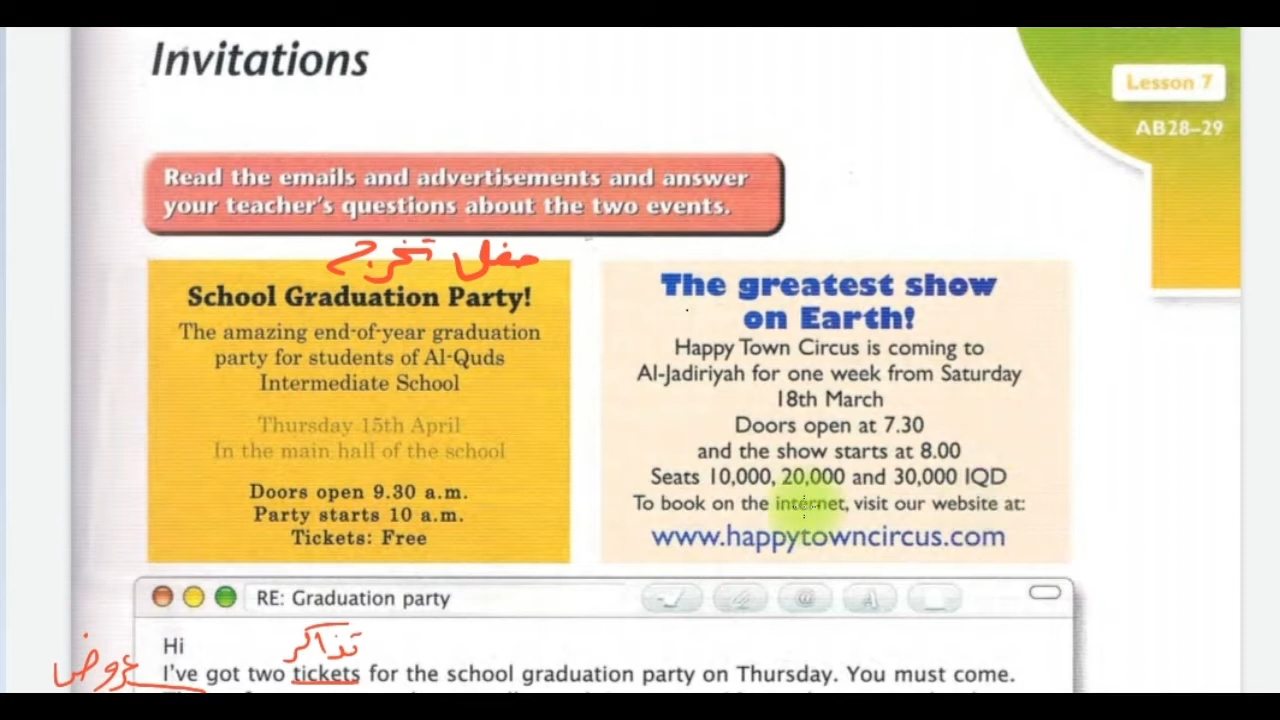 Invitations
Lesson 7
AB28–29
Read the emails and advertisements and answer
your teacher's questions about the two events.
حفل تخرج
School Graduation Party!
The amazing end-of-year graduation
party for students of Al-Quds
Intermediate School
Thursday 15th April
In the main hall of the school
Doors open 9.30 a.m.
Party starts 10 a.m.
Tickets: Free
The greatest show
on Earth!
Happy Town Circus is coming to
Al-Jadiriyah for one week from Saturday
18th March
Doors open at 7.30
and the show starts at 8.00
Seats 10,000, 20,000 and 30,000 IQD
To book on the internet, visit our website at:
www.happytowncircus.com
RE: Graduation party
Hi
تذاكر
عروض
I've got two tickets for the school graduation party on Thursday. You must come.